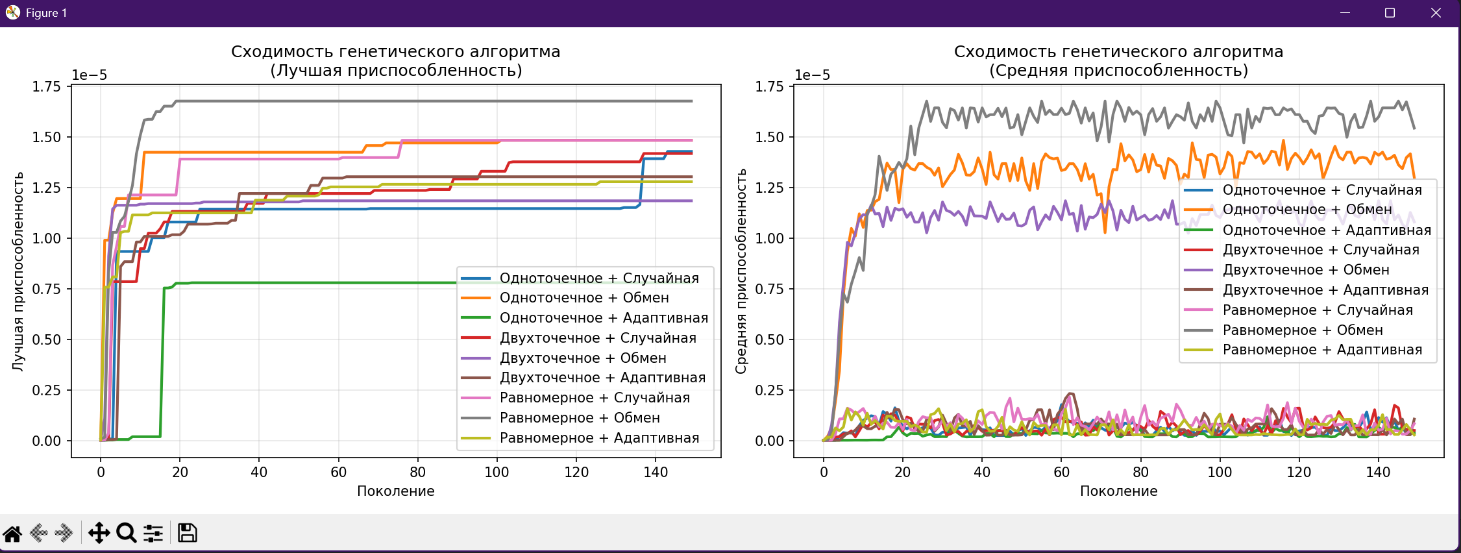 Figure 1
Сходимость генетического алгоритма
(Лучшая приспособленность)
1e−5
1.75
1.50
1.25
1.00
0.75
0.50
0.25
0.00
Лучшая приспособленность
0 20 40 60 80 100 120 140
Поколение
Одноточечное + Случайная
Одноточечное + Обмен
Одноточечное + Адаптивная
Двухточечное + Случайная
Двухточечное + Обмен
Двухточечное + Адаптивная
Равномерное + Случайная
Равномерное + Обмен
Равномерное + Адаптивная
Сходимость генетического алгоритма
(Средняя приспособленность)
1e−5
1.75
1.50
1.25
1.00
0.75
0.50
0.25
0.00
Средняя приспособленность
0 20 40 60 80 100 120 140
Поколение
Одноточечное + Случайная
Одноточечное + Обмен
Одноточечное + Адаптивная
Двухточечное + Случайная
Двухточечное + Обмен
Двухточечное + Адаптивная
Равномерное + Случайная
Равномерное + Обмен
Равномерное + Адаптивная